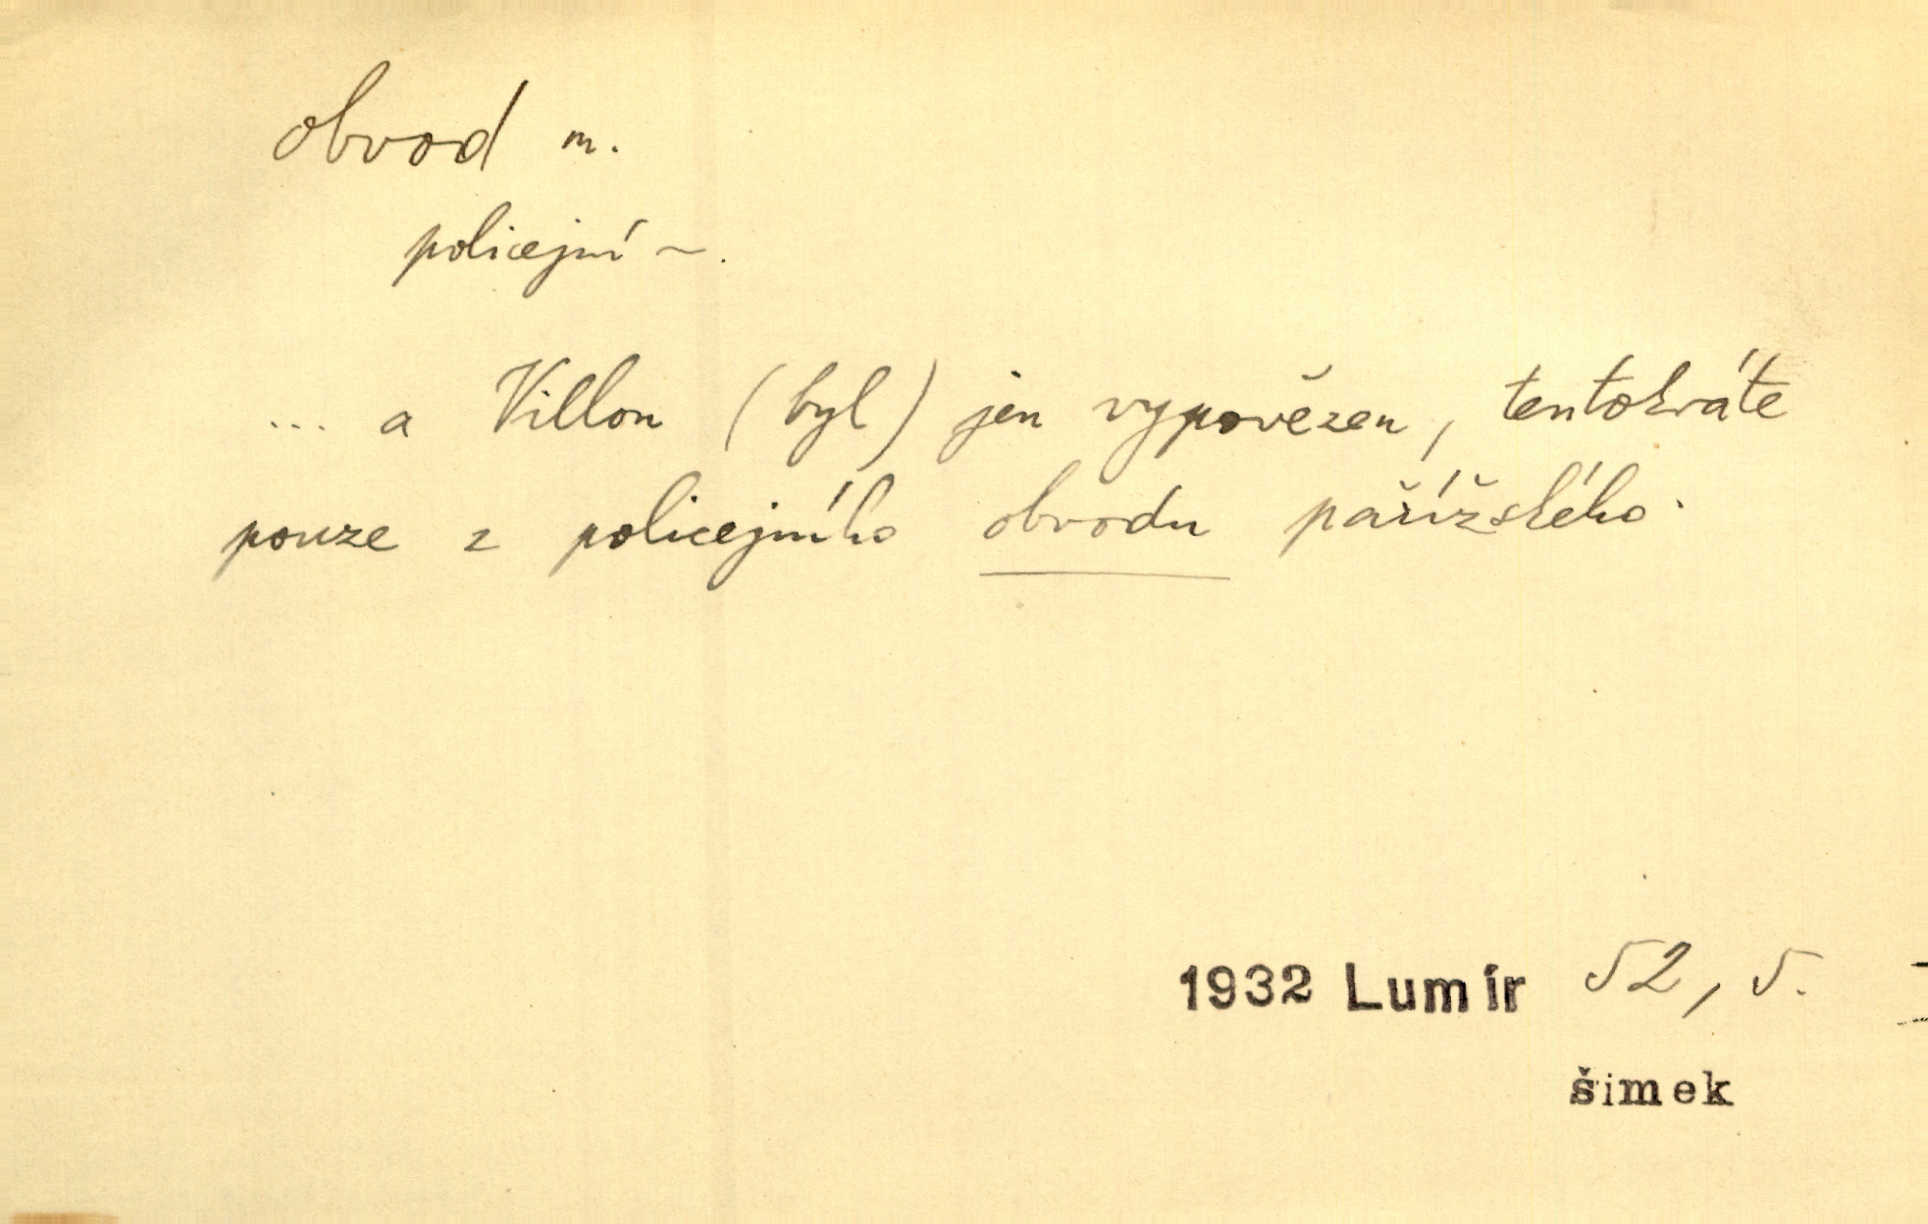 obvod m.
policejní ~.
... a Villon (byl) jen vypovězen, tentokráte
pouze z policejního obvodu pařížského.
1932 Lumír 52, 5.
šimek